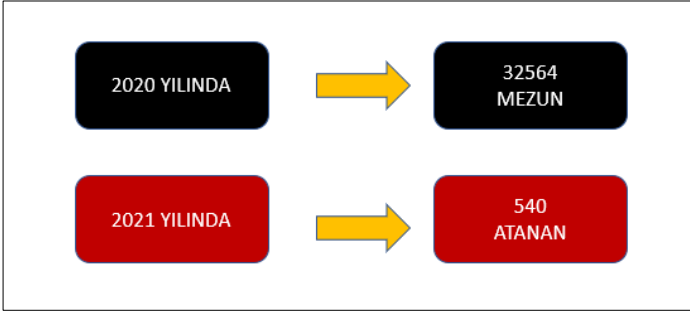 2020 YILINDA
32564
MEZUN
2021 YILINDA
540
ATANAN